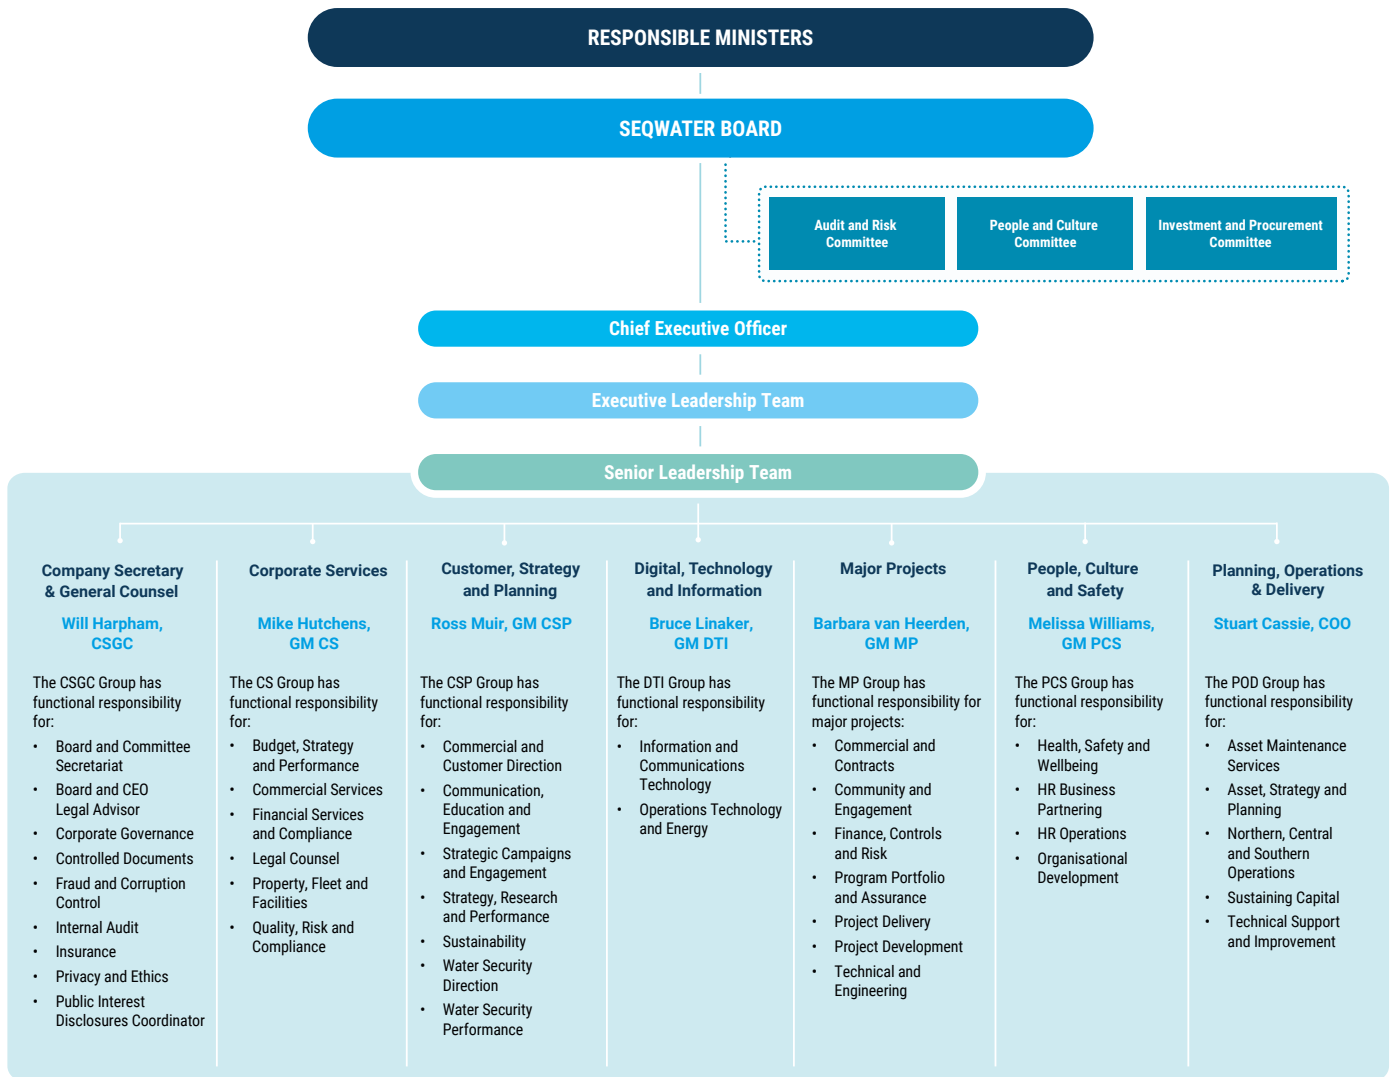 RESPONSIBLE MINISTERS
SEQWATER BOARD
Audit and Risk
Committee
People and Culture
Committee
Investment and Procurement
Committee
Chief Executive Officer
Executive Leadership Team
Senior Leadership Team
Company Secretary
& General Counsel
Will Harpham,
CSGC
The CSGC Group has
functional responsibility
for:
• Board and Committee
Secretariat
• Board and CEO
Legal Advisor
• Corporate Governance
• Controlled Documents
• Fraud and Corruption
Control
• Internal Audit
• Insurance
• Privacy and Ethics
• Public Interest
Disclosures Coordinator
Corporate Services
Mike Hutchens,
GM CS
The CS Group has
functional responsibility
for:
• Budget, Strategy
and Performance
• Commercial Services
• Financial Services
and Compliance
• Legal Counsel
• Property, Fleet and
Facilities
• Quality, Risk and
Compliance
Customer, Strategy
and Planning
Ross Muir, GM CSP
The CSP Group has
functional responsibility
for:
• Commercial and
Customer Direction
• Communication,
Education and
Engagement
• Strategic Campaigns
and Engagement
• Strategy, Research
and Performance
• Sustainability
• Water Security
Direction
• Water Security
Performance
Digital, Technology
and Information
Bruce Linaker,
GM DTI
The DTI Group has
functional responsibility
for:
• Information and
Communications
Technology
• Operations Technology
and Energy
Major Projects
Barbara van Heerden,
GM MP
The MP Group has
functional responsibility for
major projects:
• Commercial and
Contracts
• Community and
Engagement
• Finance, Controls
and Risk
• Program Portfolio
and Assurance
• Project Delivery
• Project Development
• Technical and
Engineering
People, Culture
and Safety
Melissa Williams,
GM PCS
The PCS Group has
functional responsibility
for:
• Health, Safety and
Wellbeing
• HR Business
Partnering
• HR Operations
• Organisational
Development
Planning, Operations
& Delivery
Stuart Cassie, COO
The POD Group has
functional responsibility
for:
• Asset Maintenance
Services
• Asset, Strategy and
Planning
• Northern, Central
and Southern
Operations
• Sustaining Capital
• Technical Support
and Improvement